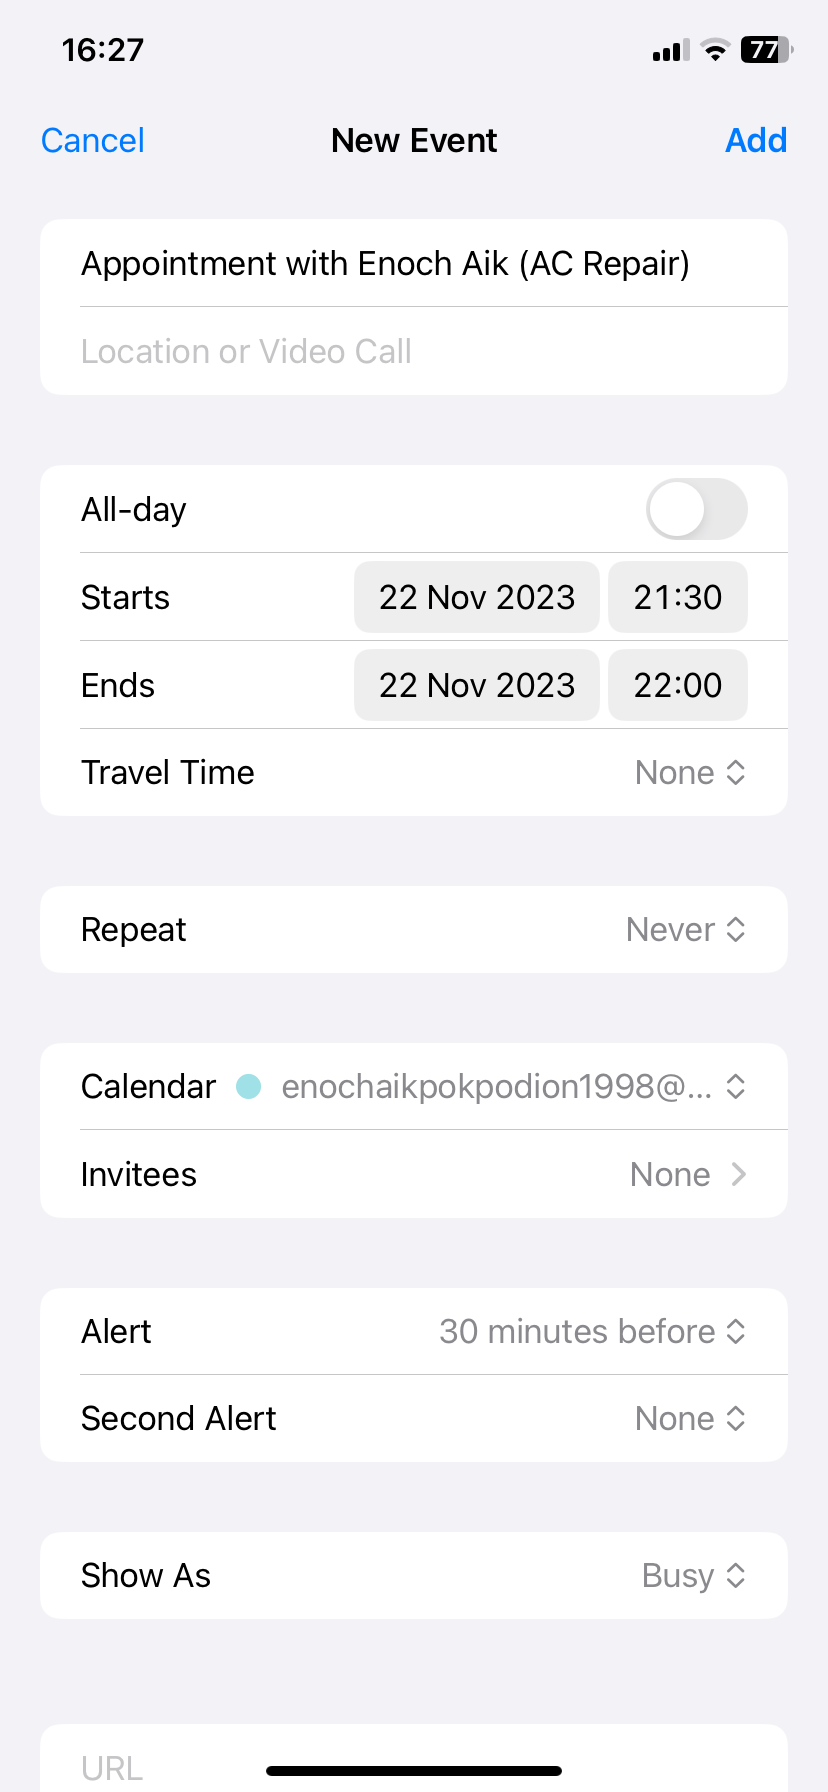 16:27 77
Cancel New Event Add
Appointment with Enoch Aik (AC Repair)
Location or Video Call
All-day
Starts 22 Nov 2023 21:30
Ends 22 Nov 2023 22:00
Travel Time None
Repeat Never
Calendar enochaikpokpodion1998@...
Invitees None
Alert 30 minutes before
Second Alert None
Show As Busy
URL